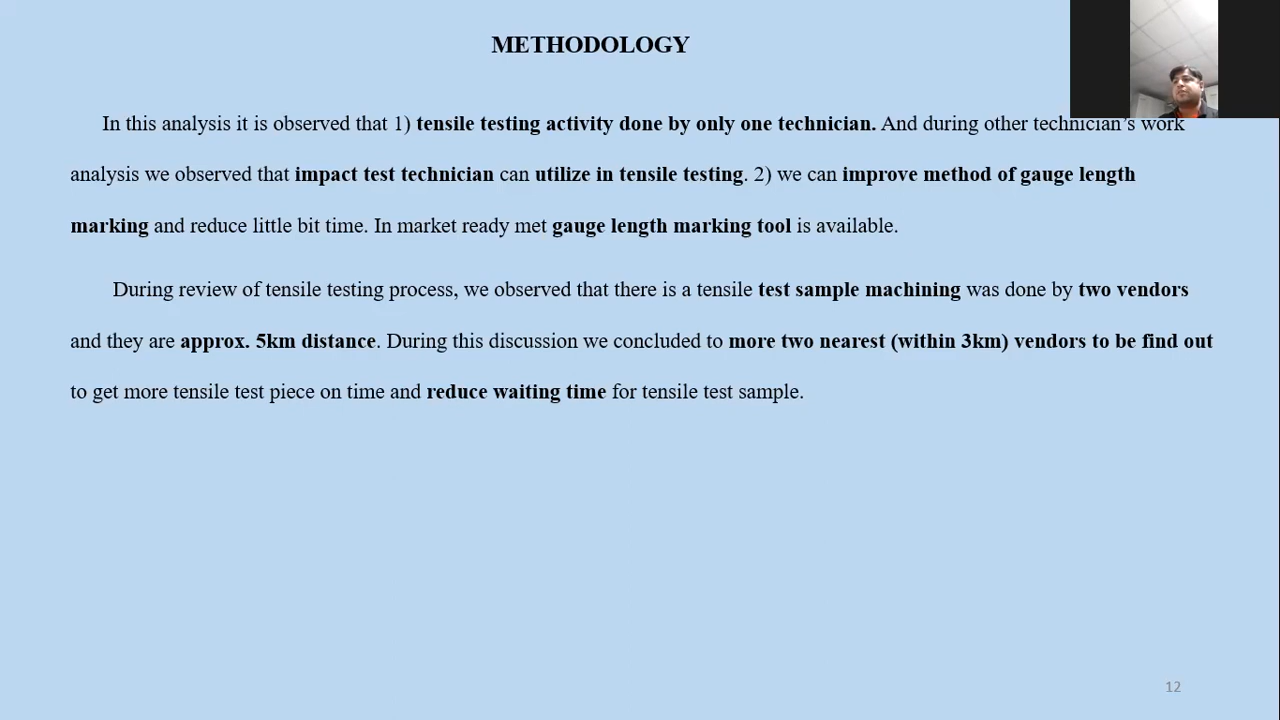 METHODOLOGY
In this analysis it is observed that 1) tensile testing activity done by only one technician. And during other technician's work
analysis we observed that impact test technician can utilize in tensile testing. 2) we can improve method of gauge length
marking and reduce little bit time. In market ready met gauge length marking tool is available.
During review of tensile testing process, we observed that there is a tensile test sample machining was done by two vendors
and they are approx. 5km distance. During this discussion we concluded to more two nearest (within 3km) vendors to be find out
to get more tensile test piece on time and reduce waiting time for tensile test sample.
12